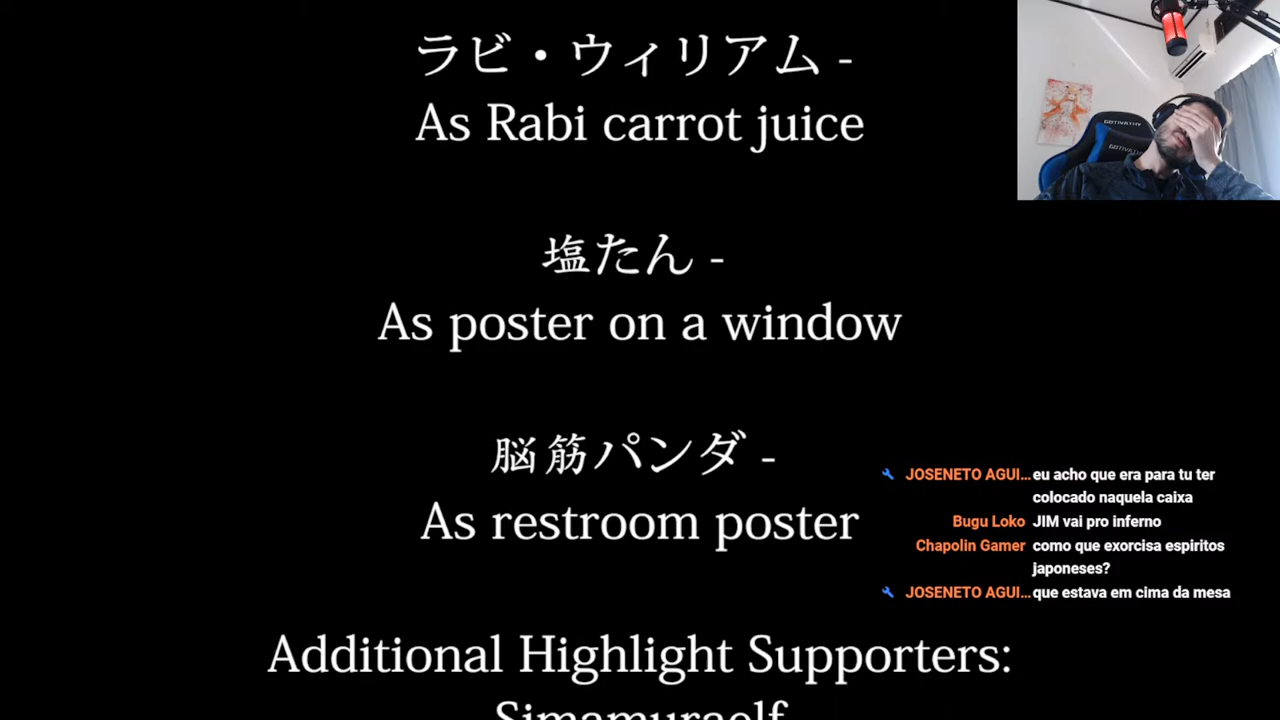 ラビ・ウィリアム -
As Rabi carrot juice
塩たん -
As poster on a window
脳筋パンダ -
As restroom poster
Additional Highlight Supporters:
Simamuraelf
GOTIVATHY
JOSENETO AGUI... eu acho que era para tu ter
colocado naquela caixa
Bugu Loko JIM vai pro inferno
Chapolin Gamer como que exorcisa espiritos
japoneses?
JOSENETO AGUI... que estava em cima da mesa